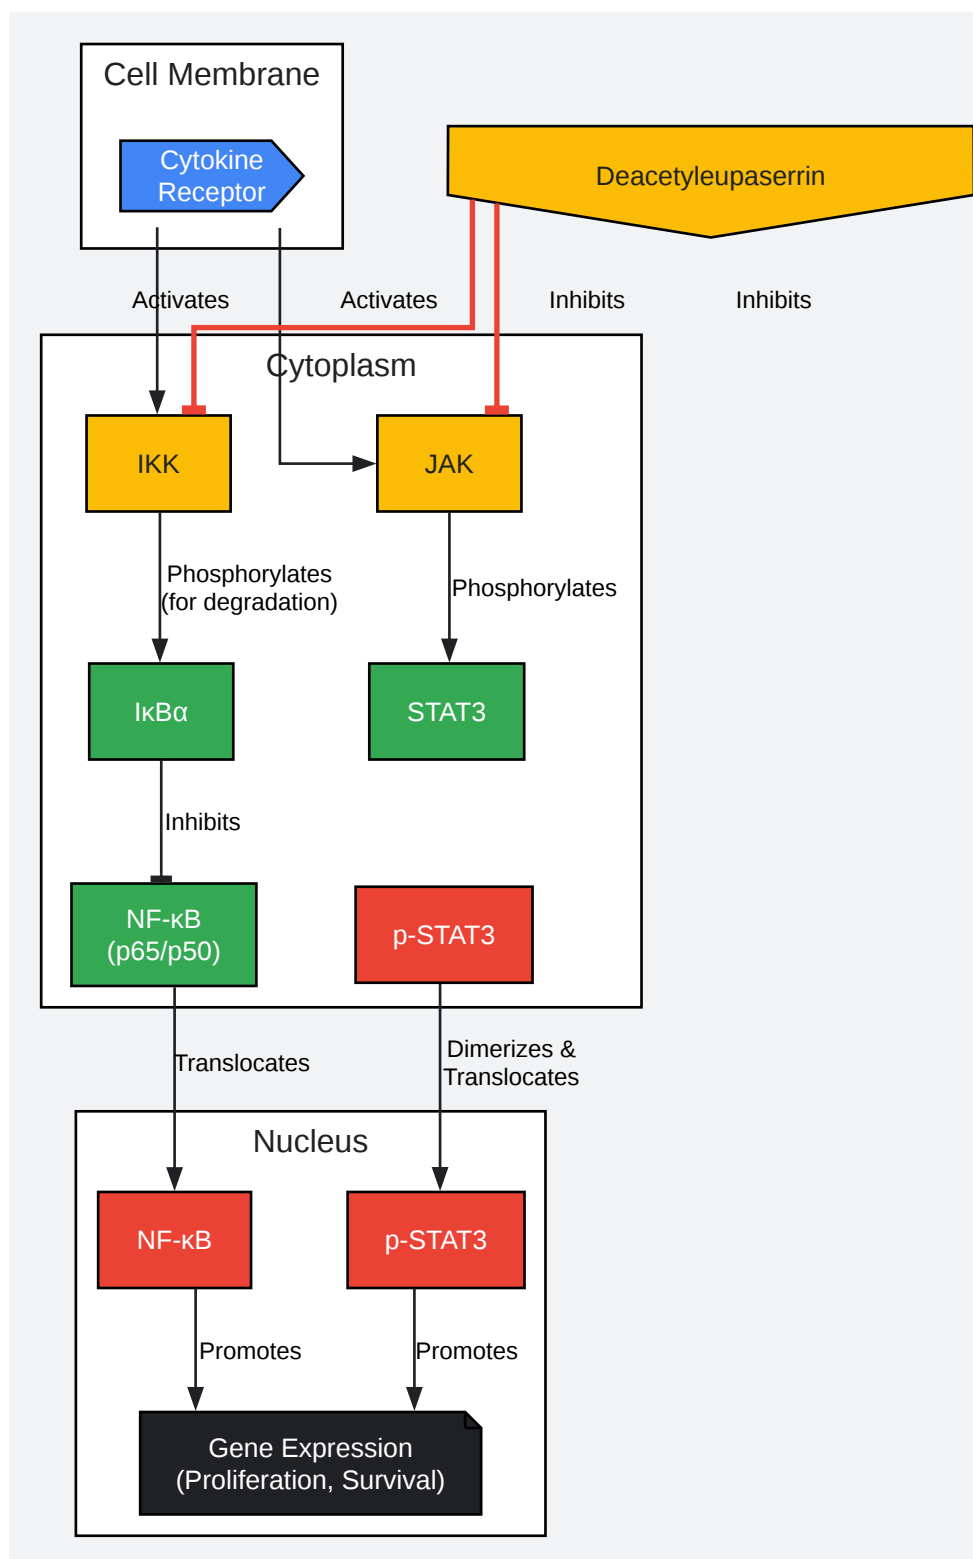 Cell Membrane
Cytokine
Receptor
Deacetyleupaserrin
Activates
Activates
Inhibits
Inhibits
Cytoplasm
IKK
JAK
Phosphorylates
(for degradation)
Phosphorylates
IκBα
STAT3
Inhibits
NF-κB
(p65/p50)
p-STAT3
Translocates
Dimerizes &
Translocates
Nucleus
NF-κB
p-STAT3
Promotes
Promotes
Gene Expression
(Proliferation, Survival)